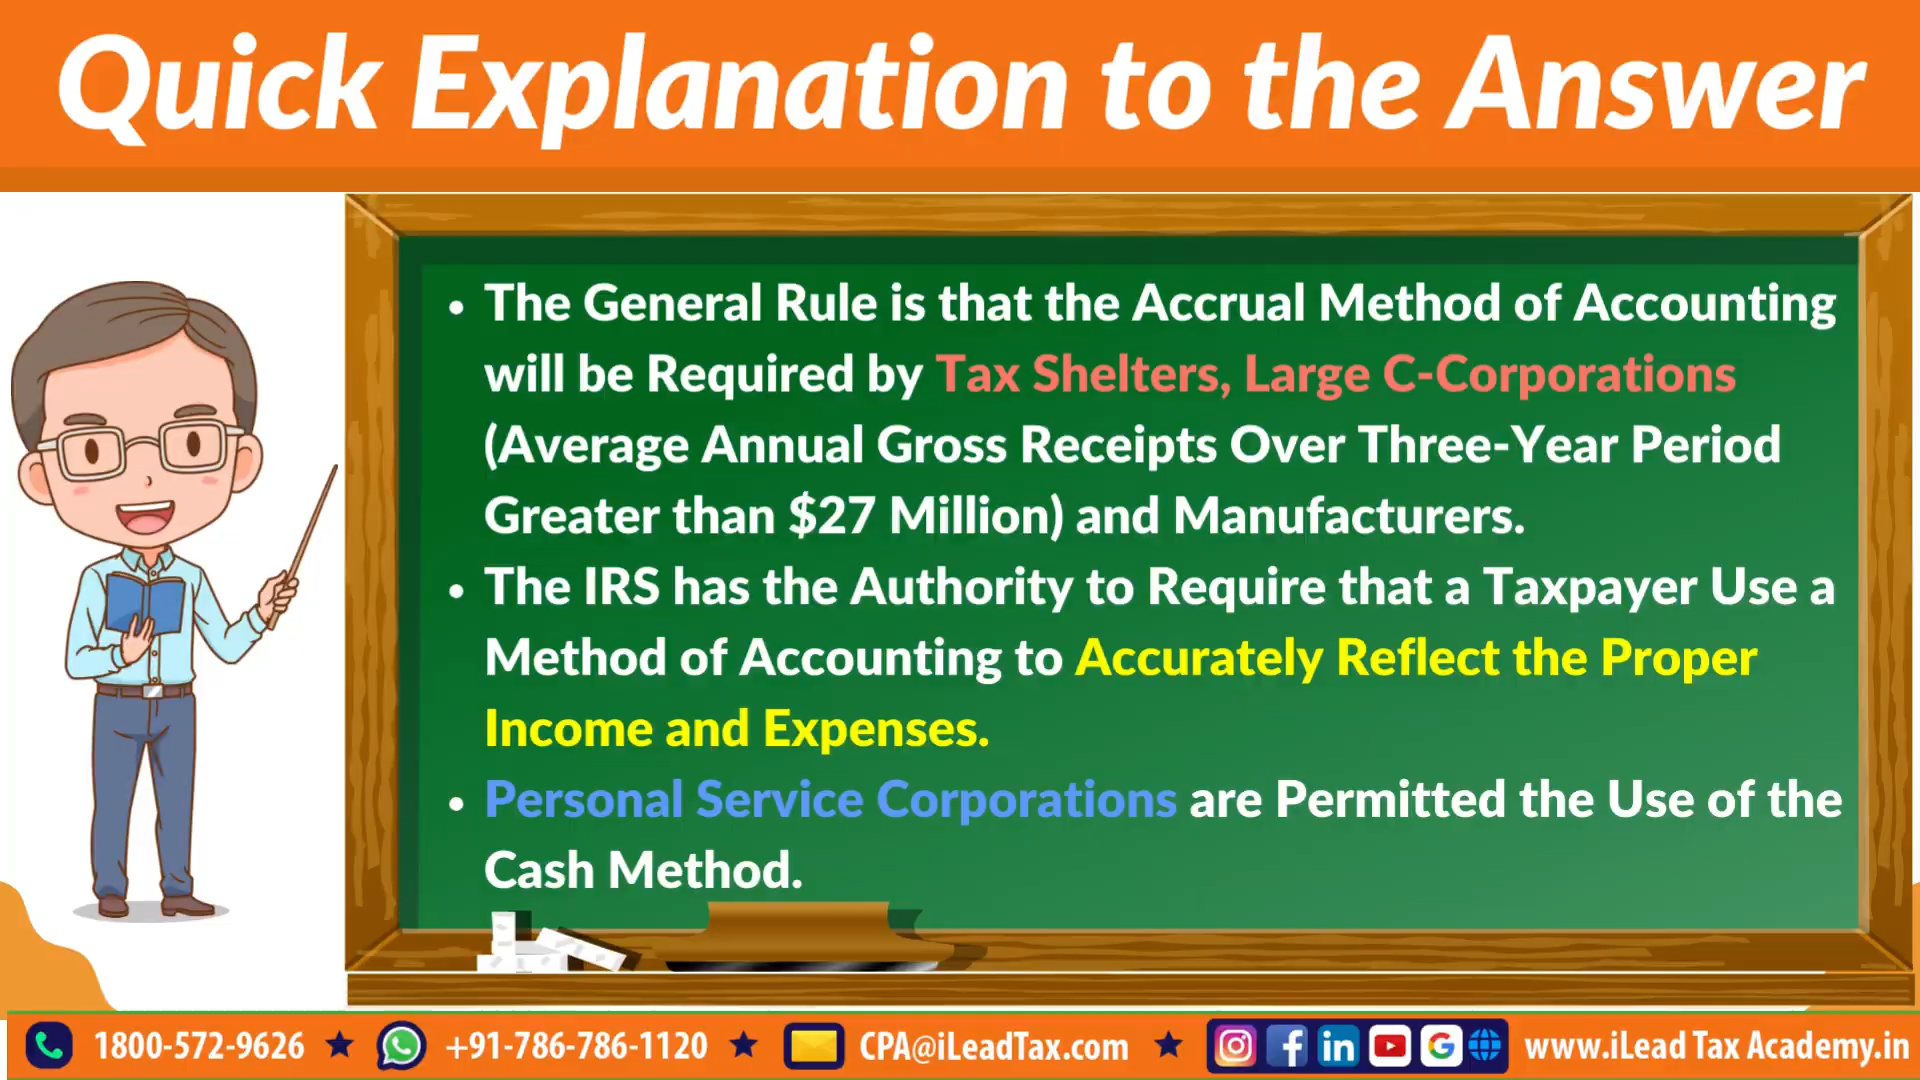 Quick Explanation to the Answer
• The General Rule is that the Accrual Method of Accounting
will be Required by Tax Shelters, Large C-Corporations
(Average Annual Gross Receipts Over Three-Year Period
Greater than $27 Million) and Manufacturers.
• The IRS has the Authority to Require that a Taxpayer Use a
Method of Accounting to Accurately Reflect the Proper
Income and Expenses.
• Personal Service Corporations are Permitted the Use of the
Cash Method.
1800-572-9626 ★ +91-786-786-1120 ★ CPA@iLeadTax.com ★ www.iLead Tax Academy.in